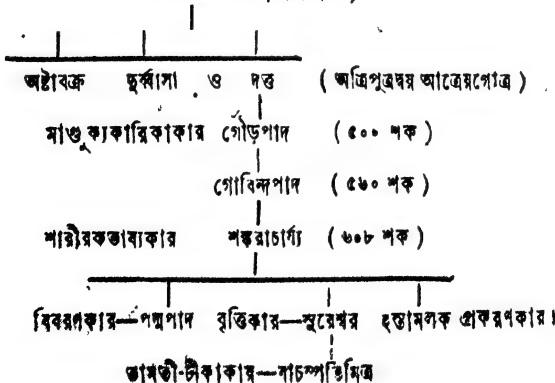 অষ্টাবক্র দুর্ব্বাসা ও দত্ত ( অত্রিপুত্রদ্বয় আত্রেয়গোত্র )
মাণ্ডুক্যকারিকাকার গৌড়পাদ ( ৫০০ শক )
গোবিন্দপাদ ( ৫৬০ শক )
শারীরকভাষ্যকার শঙ্করাচার্য্য ( ৬০৮ শক )
বিবরণকার—পদ্মপাদ বৃত্তিকার—সুরেশ্বর হস্তামলক প্রকরণকার।
ভামতী-টীকাকার—বাচস্পতিমিশ্র